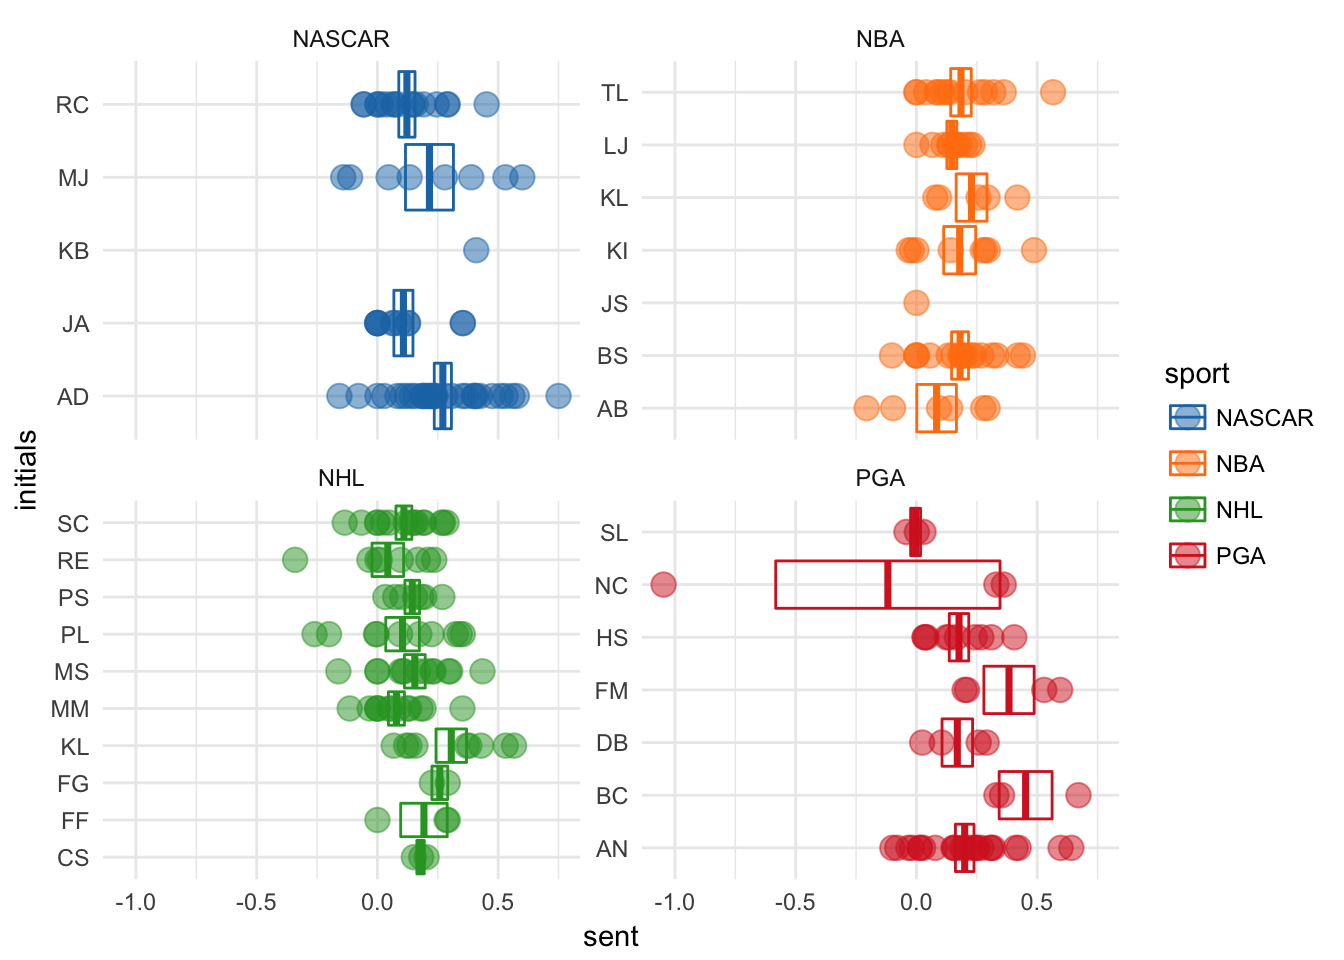 NASCAR
RC
MJ
KB
JA
AD
NBA
TL
LJ
KL
KI
JS
BS
AB
NHL
SC
RE
PS
PL
MS
MM
KL
FG
FF
CS
-1.0 -0.5 0.0 0.5
PGA
SL
NC
HS
FM
DB
BC
AN
-1.0 -0.5 0.0 0.5
initials
sent
sport
NASCAR
NBA
NHL
PGA